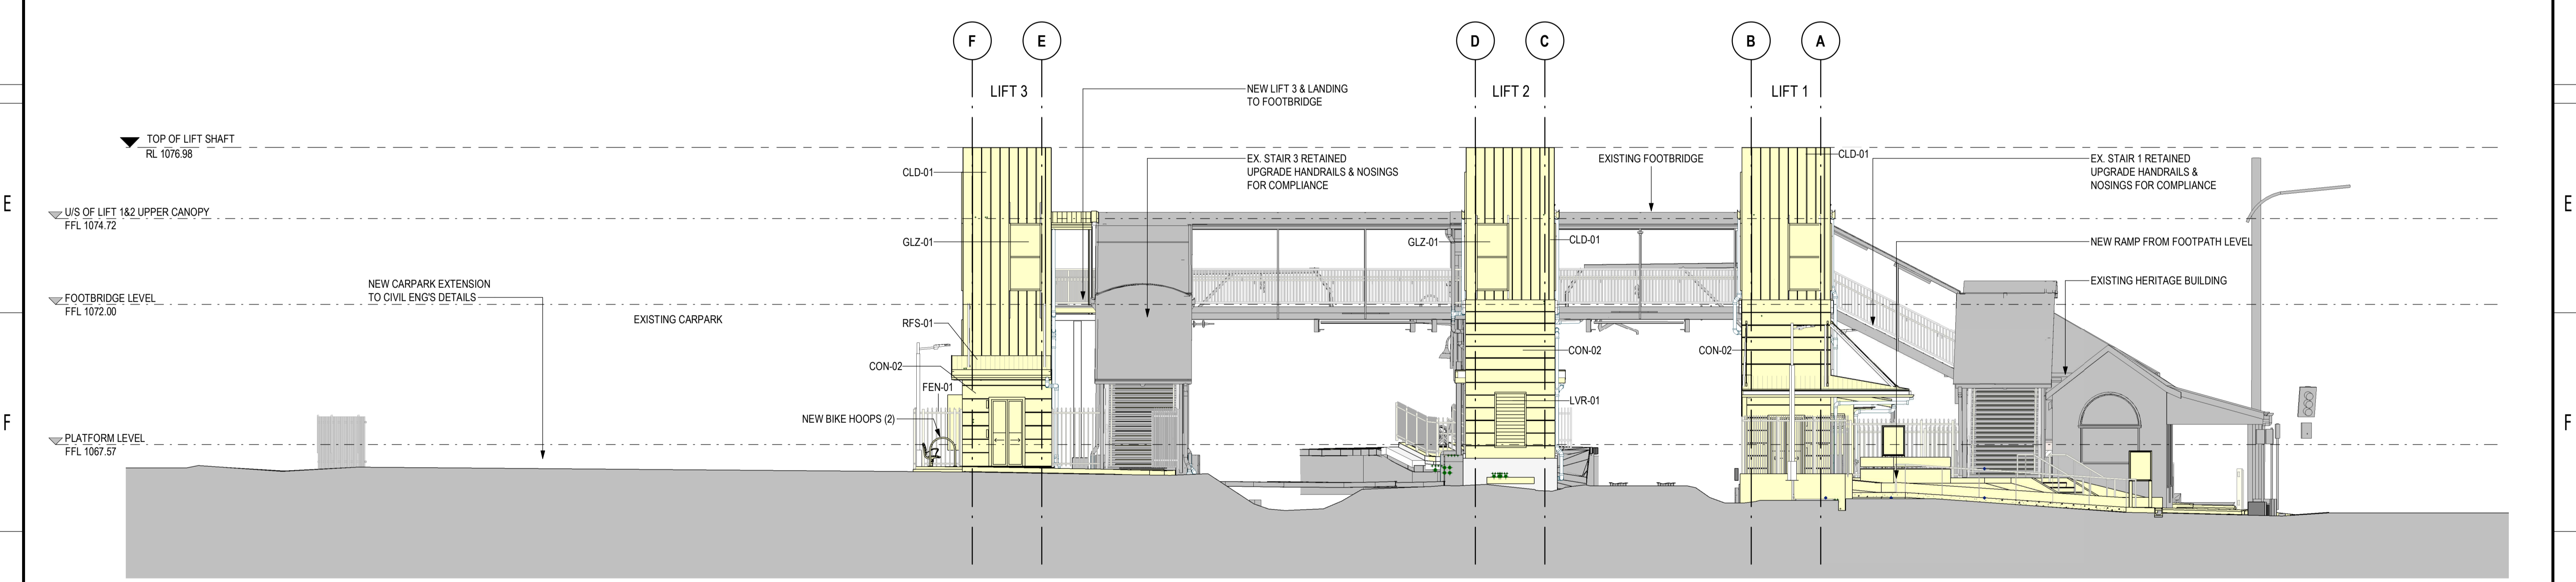 F
E
D
C
B
A
LIFT 3
LIFT 2
LIFT 1
NEW LIFT 3 & LANDING
TO FOOTBRIDGE
TOP OF LIFT SHAFT
RL 1076.98
EX. STAIR 3 RETAINED
UPGRADE HANDRAILS & NOSINGS
FOR COMPLIANCE
EXISTING FOOTBRIDGE
CLD-01
EX. STAIR 1 RETAINED
UPGRADE HANDRAILS &
NOSINGS FOR COMPLIANCE
CLD-01
E
E
U/S OF LIFT 1&2 UPPER CANOPY
FFL 1074.72
GLZ-01
GLZ-01
CLD-01
NEW RAMP FROM FOOTPATH LEVEL
NEW CARPARK EXTENSION
TO CIVIL ENG'S DETAILS
EXISTING HERITAGE BUILDING
FOOTBRIDGE LEVEL
FFL 1072.00
EXISTING CARPARK
RFS-01
CON-02
CON-02
CON-02
FEN-01
LVR-01
NEW BIKE HOOPS (2)
F
F
PLATFORM LEVEL
FFL 1067.57